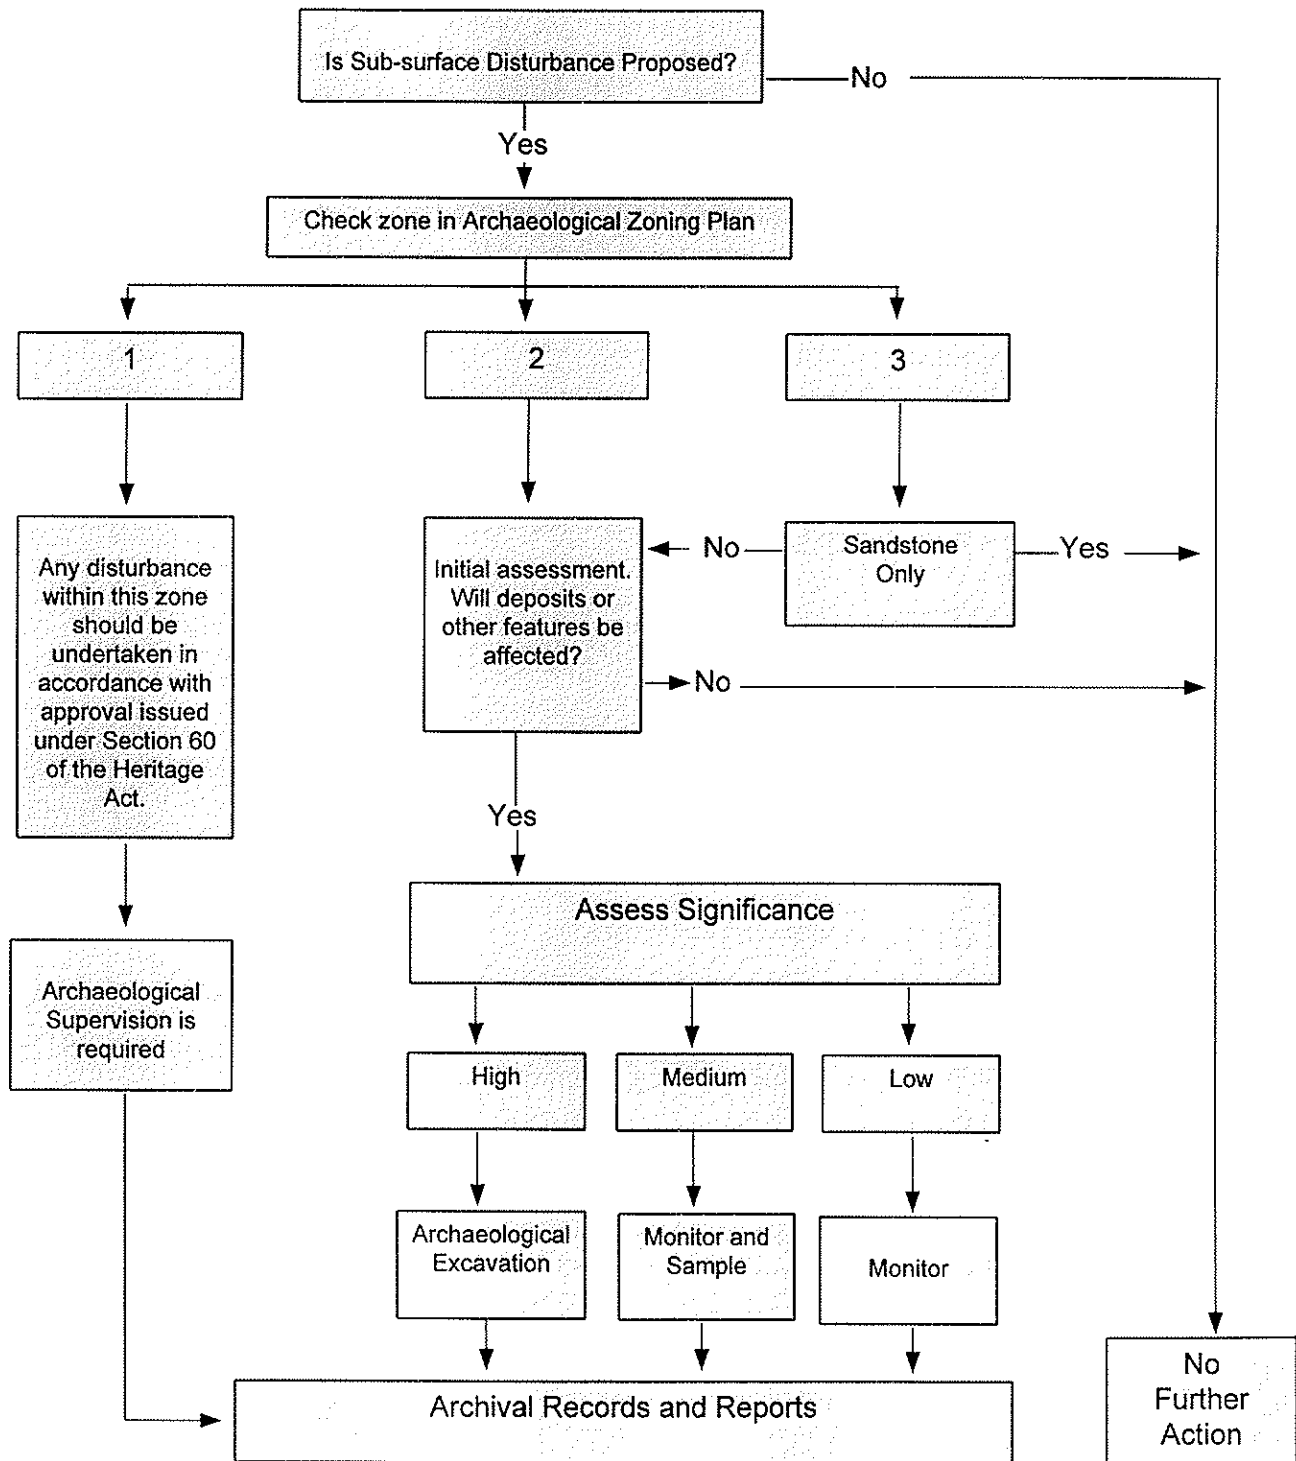 Is Sub-surface Disturbance Proposed?
No
Yes
Check zone in Archaeological Zoning Plan
1
2
3
Any disturbance
within this zone
should be
undertaken in
accordance with
approval issued
under Section 60
of the Heritage
Act.
Initial assessment.
Will deposits or
other features be
affected?
No
Sandstone
Only
Yes
No
Yes
Assess Significance
Archaeological
Supervision is
required
High
Medium
Low
Archaeological
Excavation
Monitor and
Sample
Monitor
Archival Records and Reports
No
Further
Action